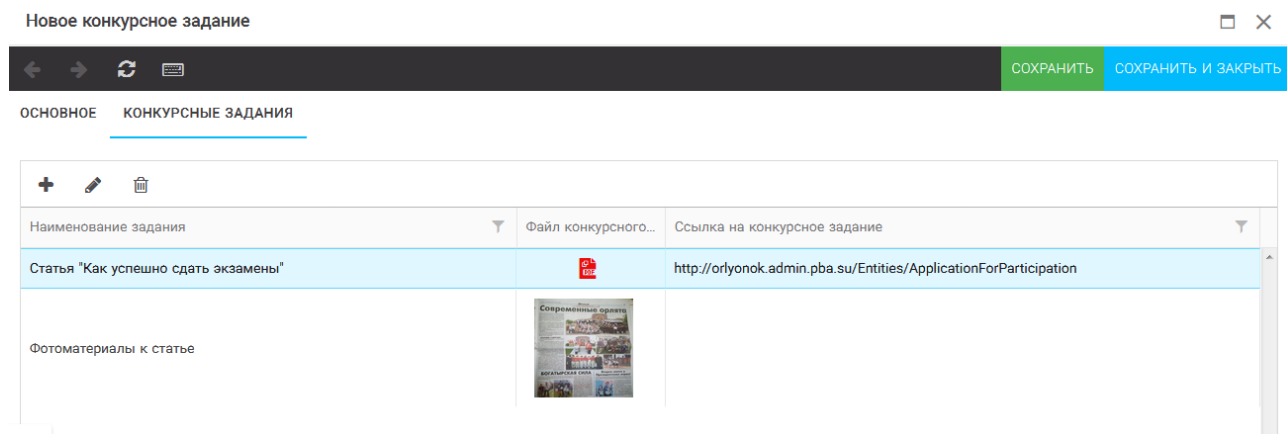 Новое конкурсное задание
СОХРАНИТЬ СОХРАНИТЬ И ЗАКРЫТЬ
ОСНОВНОЕ КОНКУРСНЫЕ ЗАДАНИЯ
Наименование задания Файл конкурсного... Ссылка на конкурсное задание
Статья "Как успешно сдать экзамены" http://orlyonok.admin.pba.su/Entities/ApplicationForParticipation
Современные орлята
Фотоматериалы к статье
БОГАТЫРСКАЯ СИЛА